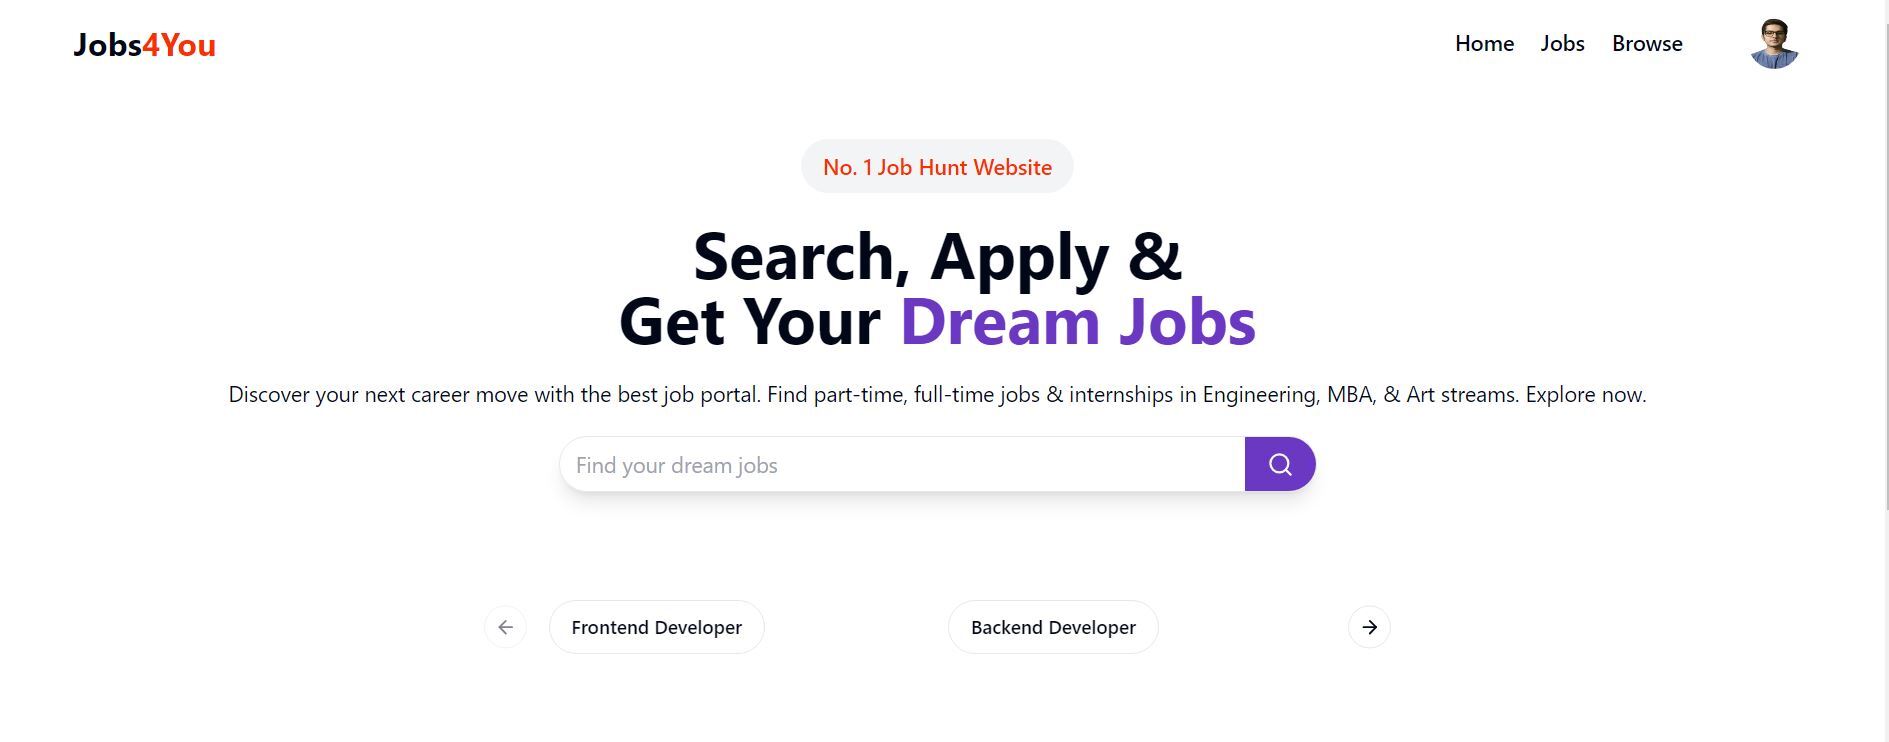 Jobs4You
Home Jobs Browse
No. 1 Job Hunt Website
Search, Apply &
Get Your Dream Jobs
Discover your next career move with the best job portal. Find part-time, full-time jobs & internships in Engineering, MBA, & Art streams. Explore now.
Find your dream jobs
Frontend Developer Backend Developer